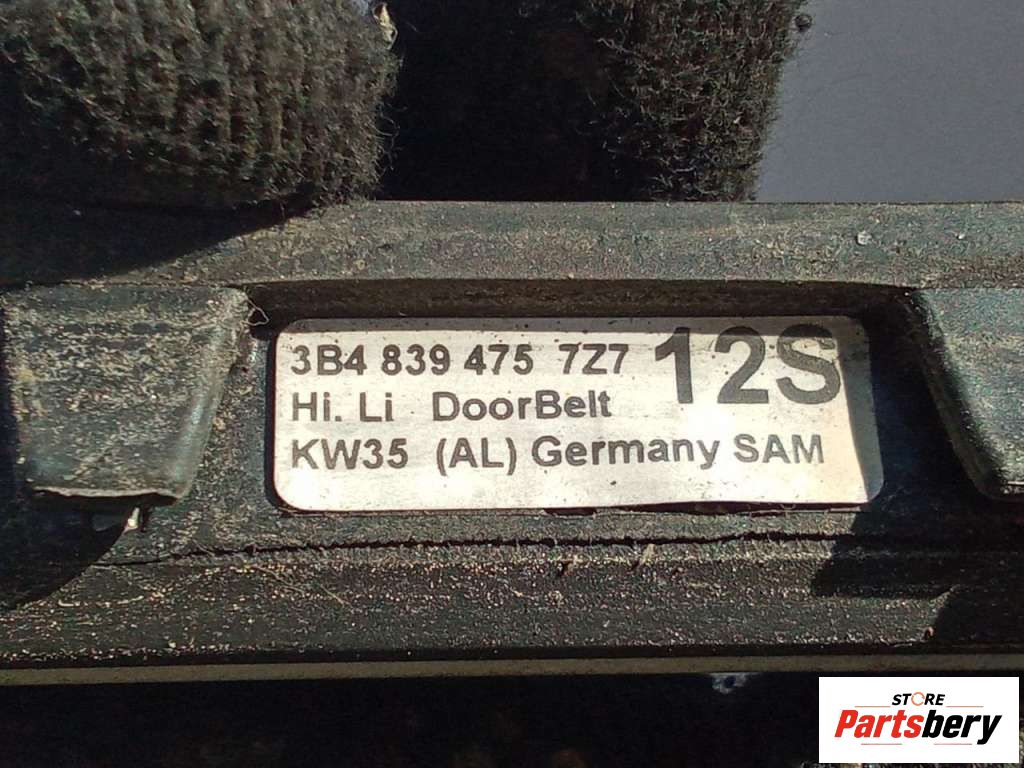 3B4 839 475 7Z7 12S
Hi. Li DoorBelt
KW35 (AL) Germany SAM
STORE
Partsbery